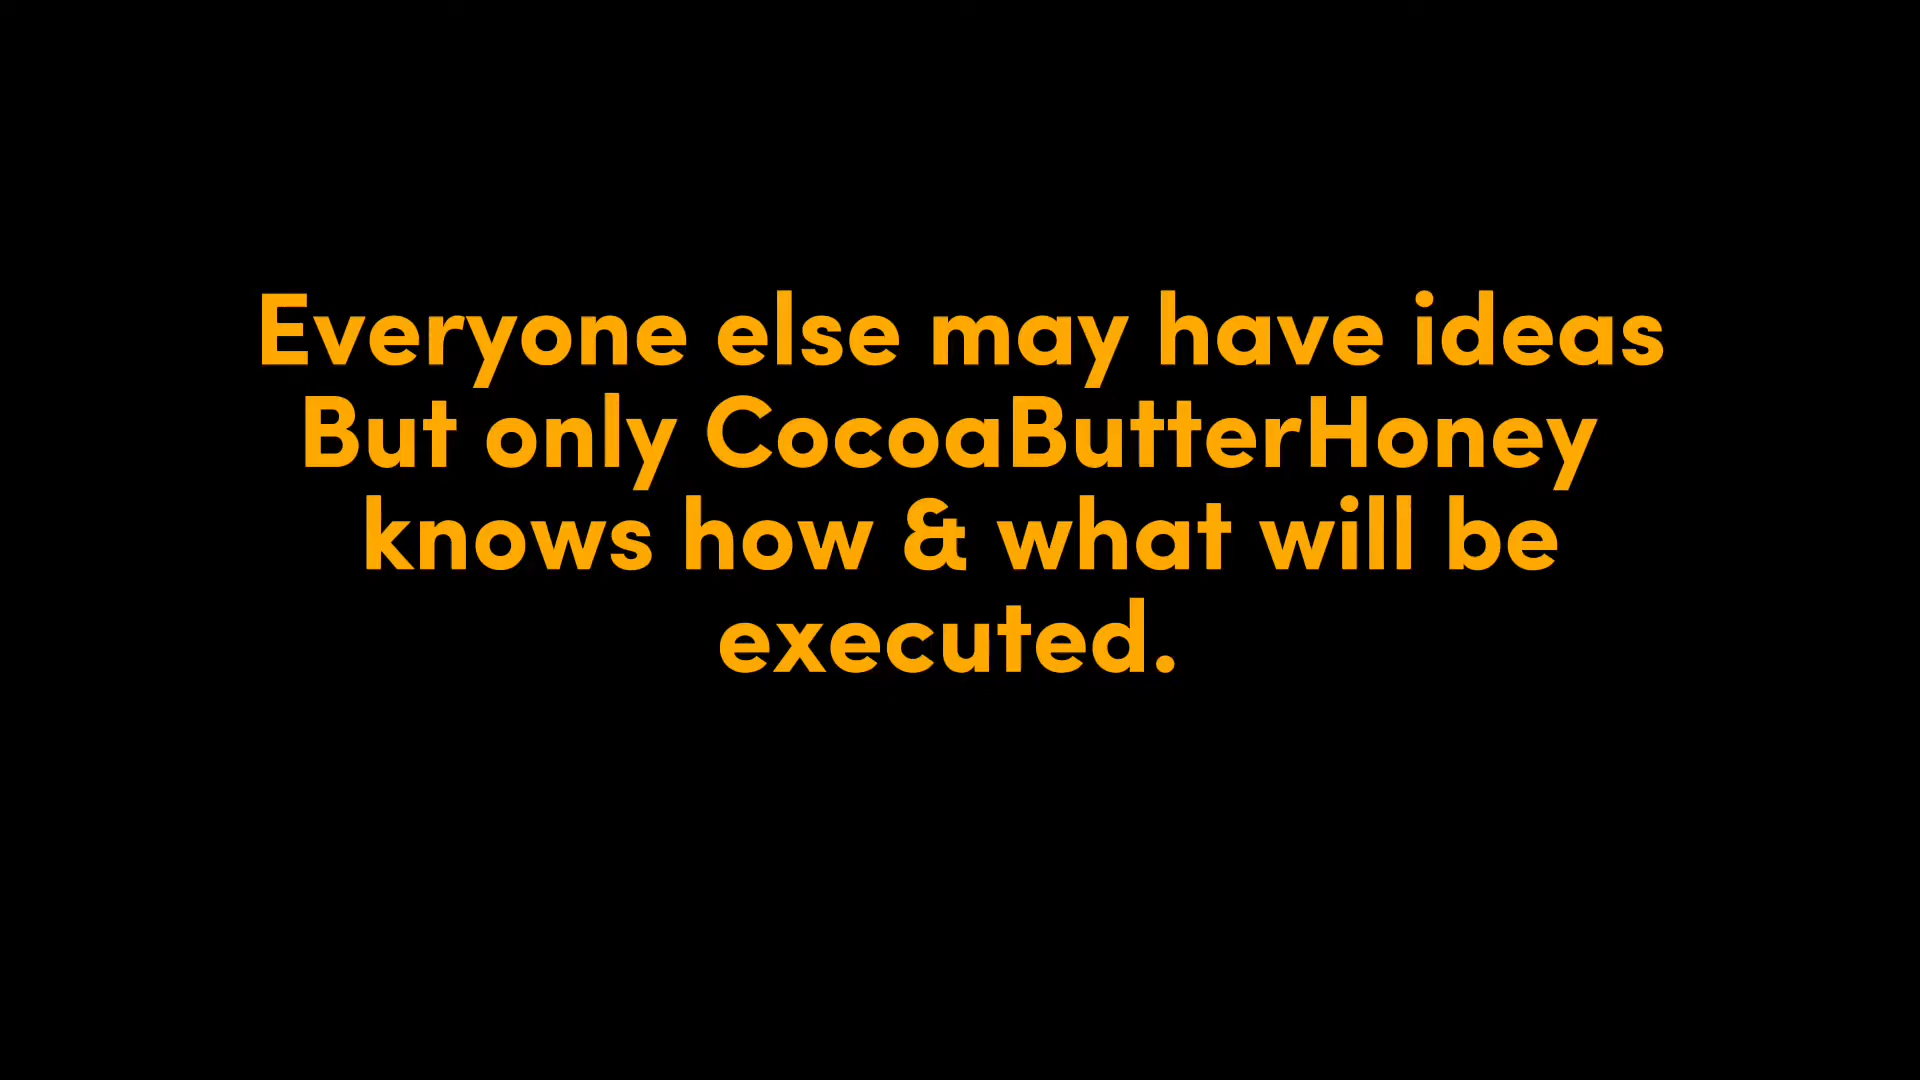 Everyone else may have ideas
But only CocoaButterHoney
knows how & what will be
executed.